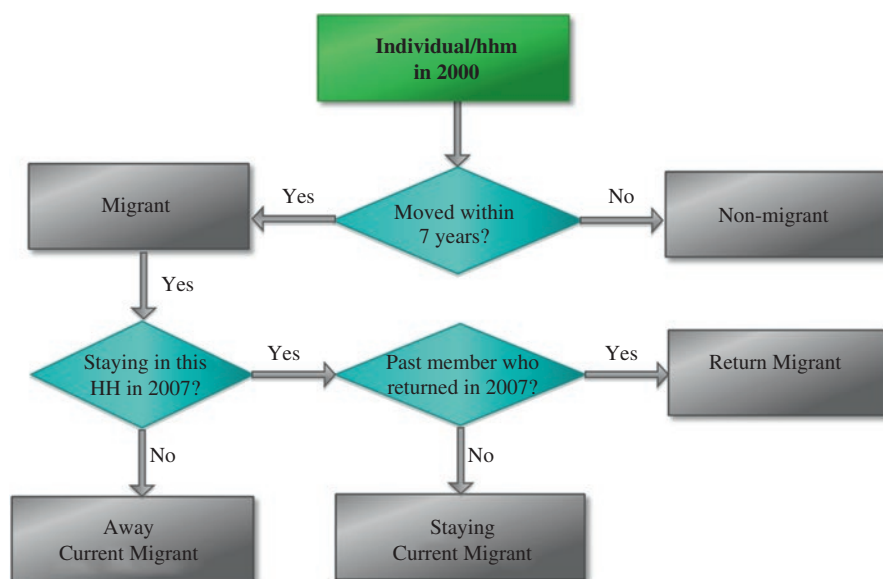 Individual/hhm
in 2000
Yes
No
Migrant
Moved within
7 years?
Non-migrant
Yes
Staying in this
HH in 2007?
Yes
Past member who
returned in 2007?
Yes
Return Migrant
No
No
Away
Current Migrant
Staying
Current Migrant